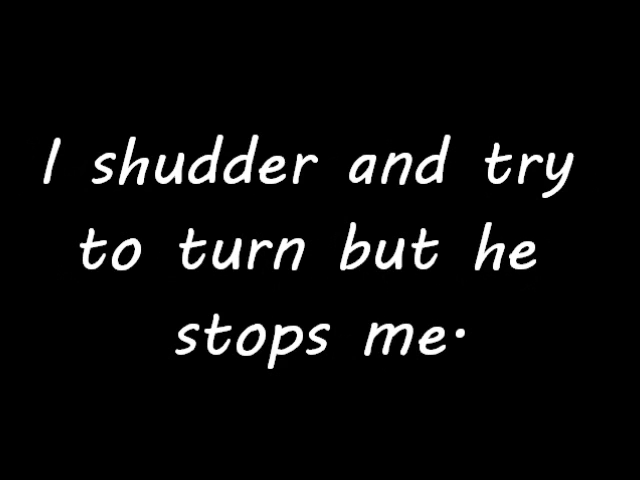 I shudder and try
to turn but he
stops me.